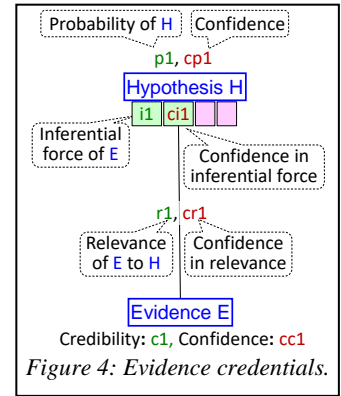 Probability of H
Confidence
p1, cp1
Hypothesis H
i1 ci1
Inferential
force of E
Confidence in
inferential force
r1, cr1
Relevance
of E to H
Confidence
in relevance
Evidence E
Credibility: c1, Confidence: cc1
Figure 4: Evidence credentials.